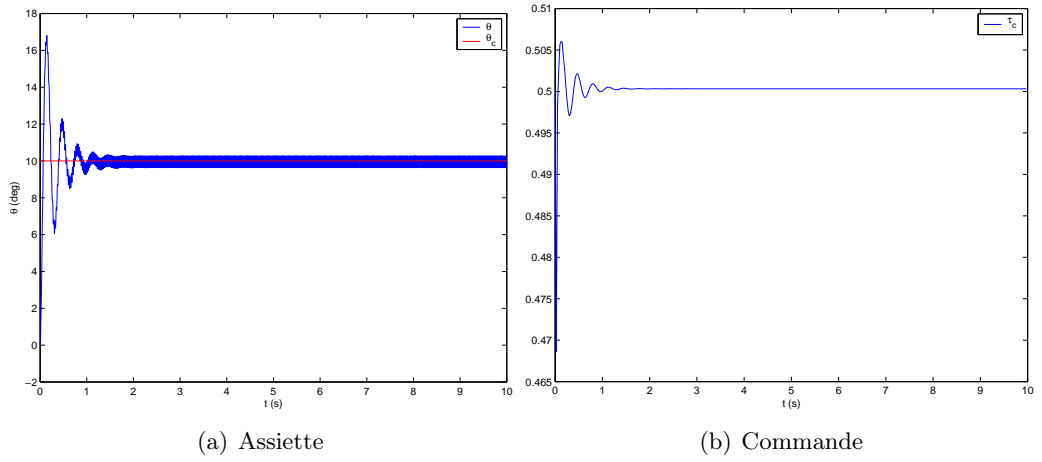 18
16
14
12
10
8
6
4
2
0
−2
θ (deg)
0 1 2 3 4 5 6 7 8 9 10
t (s)
θ
θ_c
(a) Assiette
0.51
0.505
0.5
0.495
0.49
0.485
0.48
0.475
0.47
0.465
0 1 2 3 4 5 6 7 8 9 10
t (s)
τ_c
(b) Commande